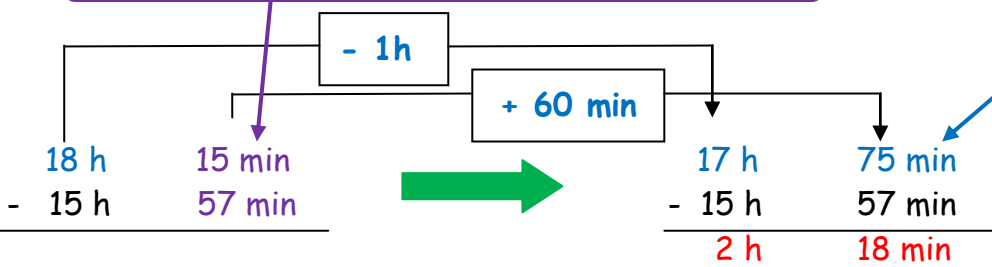 - 1h
+ 60 min
18 h 15 min 17 h 75 min
- 15 h 57 min - 15 h 57 min
2 h 18 min